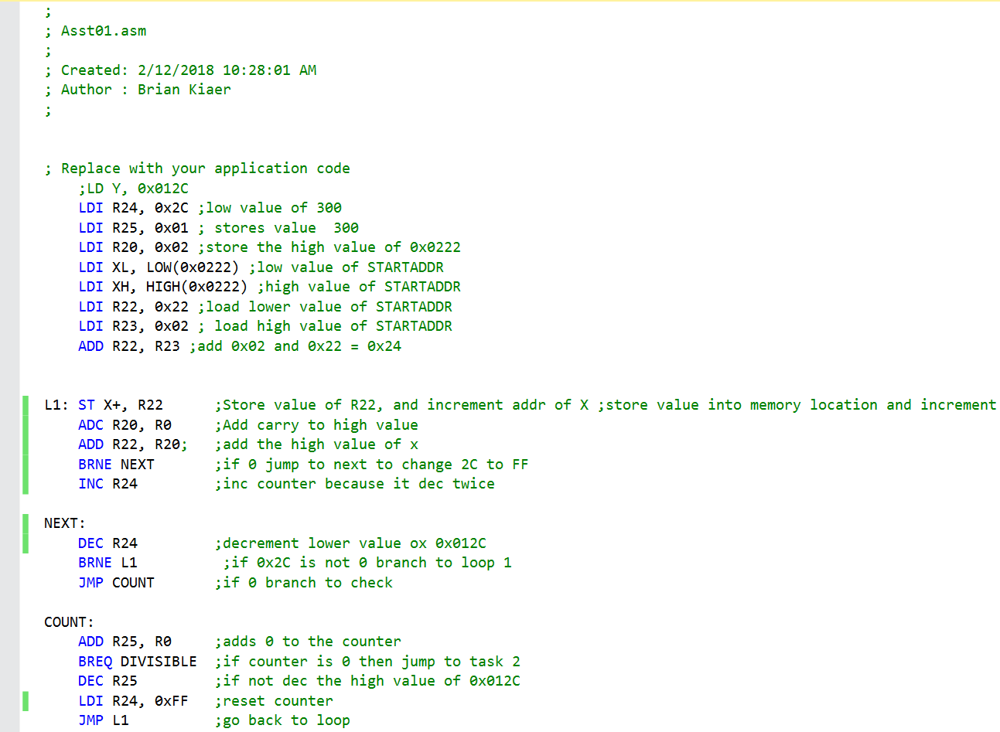 ;
; Asst01.asm
;
; Created: 2/12/2018 10:28:01 AM
; Author : Brian Kiaer
;
; Replace with your application code
;LD Y, 0x012C
LDI R24, 0x2C ;low value of 300
LDI R25, 0x01 ; stores value  300
LDI R20, 0x02 ;store the high value of 0x0222
LDI XL, LOW(0x0222) ;low value of STARTADDR
LDI XH, HIGH(0x0222) ;high value of STARTADDR
LDI R22, 0x22 ;load lower value of STARTADDR
LDI R23, 0x02 ; load high value of STARTADDR
ADD R22, R23 ;add 0x02 and 0x22 = 0x24
L1: ST X+, R22 ;Store value of R22, and increment addr of X ;store value into memory location and increment
ADC R20, R0 ;Add carry to high value
ADD R22, R20; ;add the high value of x
BRNE NEXT ;if 0 jump to next to change 2C to FF
INC R24 ;inc counter because it dec twice
NEXT:
DEC R24 ;decrement lower value ox 0x012C
BRNE L1 ;if 0x2C is not 0 branch to loop 1
JMP COUNT ;if 0 branch to check
COUNT:
ADD R25, R0 ;adds 0 to the counter
BREQ DIVISIBLE ;if counter is 0 then jump to task 2
DEC R25 ;if not dec the high value of 0x012C
LDI R24, 0xFF ;reset counter
JMP L1 ;go back to loop